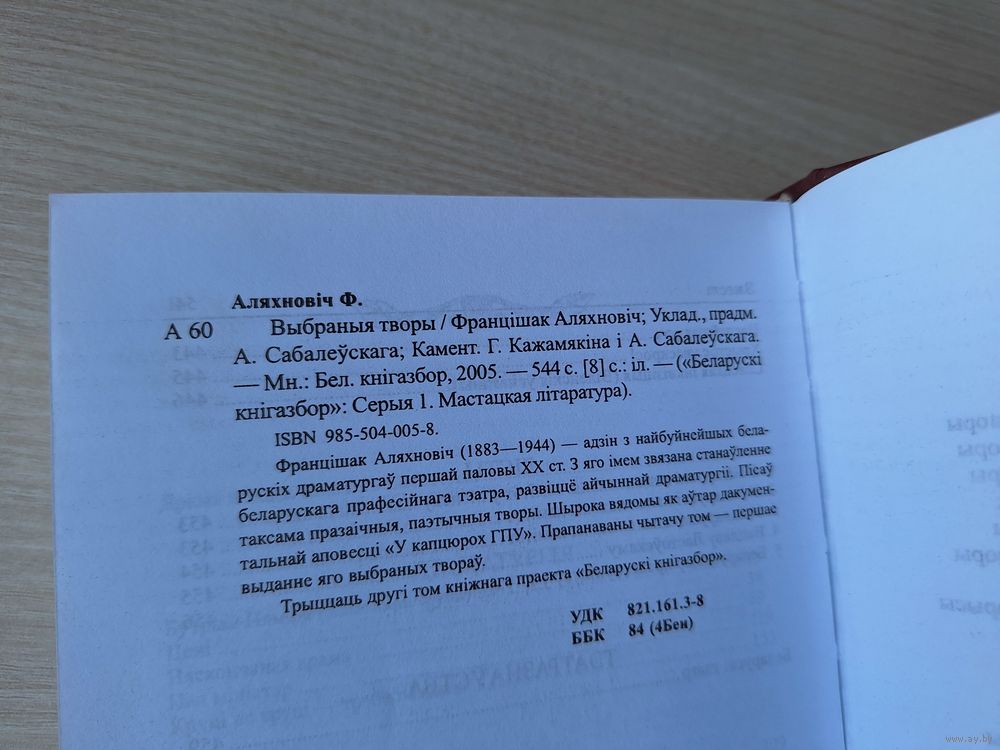 Аляхновіч Ф.
А 60 Выбраныя творы / Францішак Аляхновіч; Уклад., прадм.
А. Сабалеўскага; Камент. Г. Кажамякіна і А. Сабалеўскага.
— Мн.: Бел. кнігазбор, 2005. — 544 с. [8] с.: іл. — («Беларускі
кнігазбор»: Серыя 1. Мастацкая літаратура).
ISBN 985-504-005-8.
Францішак Аляхновіч (1883—1944) — адзін з найбуйнейшых бела-
рускіх драматургаў першай паловы XX ст. З яго імем звязана станаўленне
беларускага прафесійнага тэатра, развіццё айчыннай драматургіі. Пісаў
таксама празаічныя, паэтычныя творы. Шырока вядомы як аўтар дакумен-
тальнай аповесці «У капцюрох ГПУ». Прапанаваны чытачу том — першае
выданне яго выбраных твораў.
Трыццаць другі том кніжнага праекта «Беларускі кнігазбор».
УДК 821.161.3-8
ББК 84 (4Бен)
www.ay.by